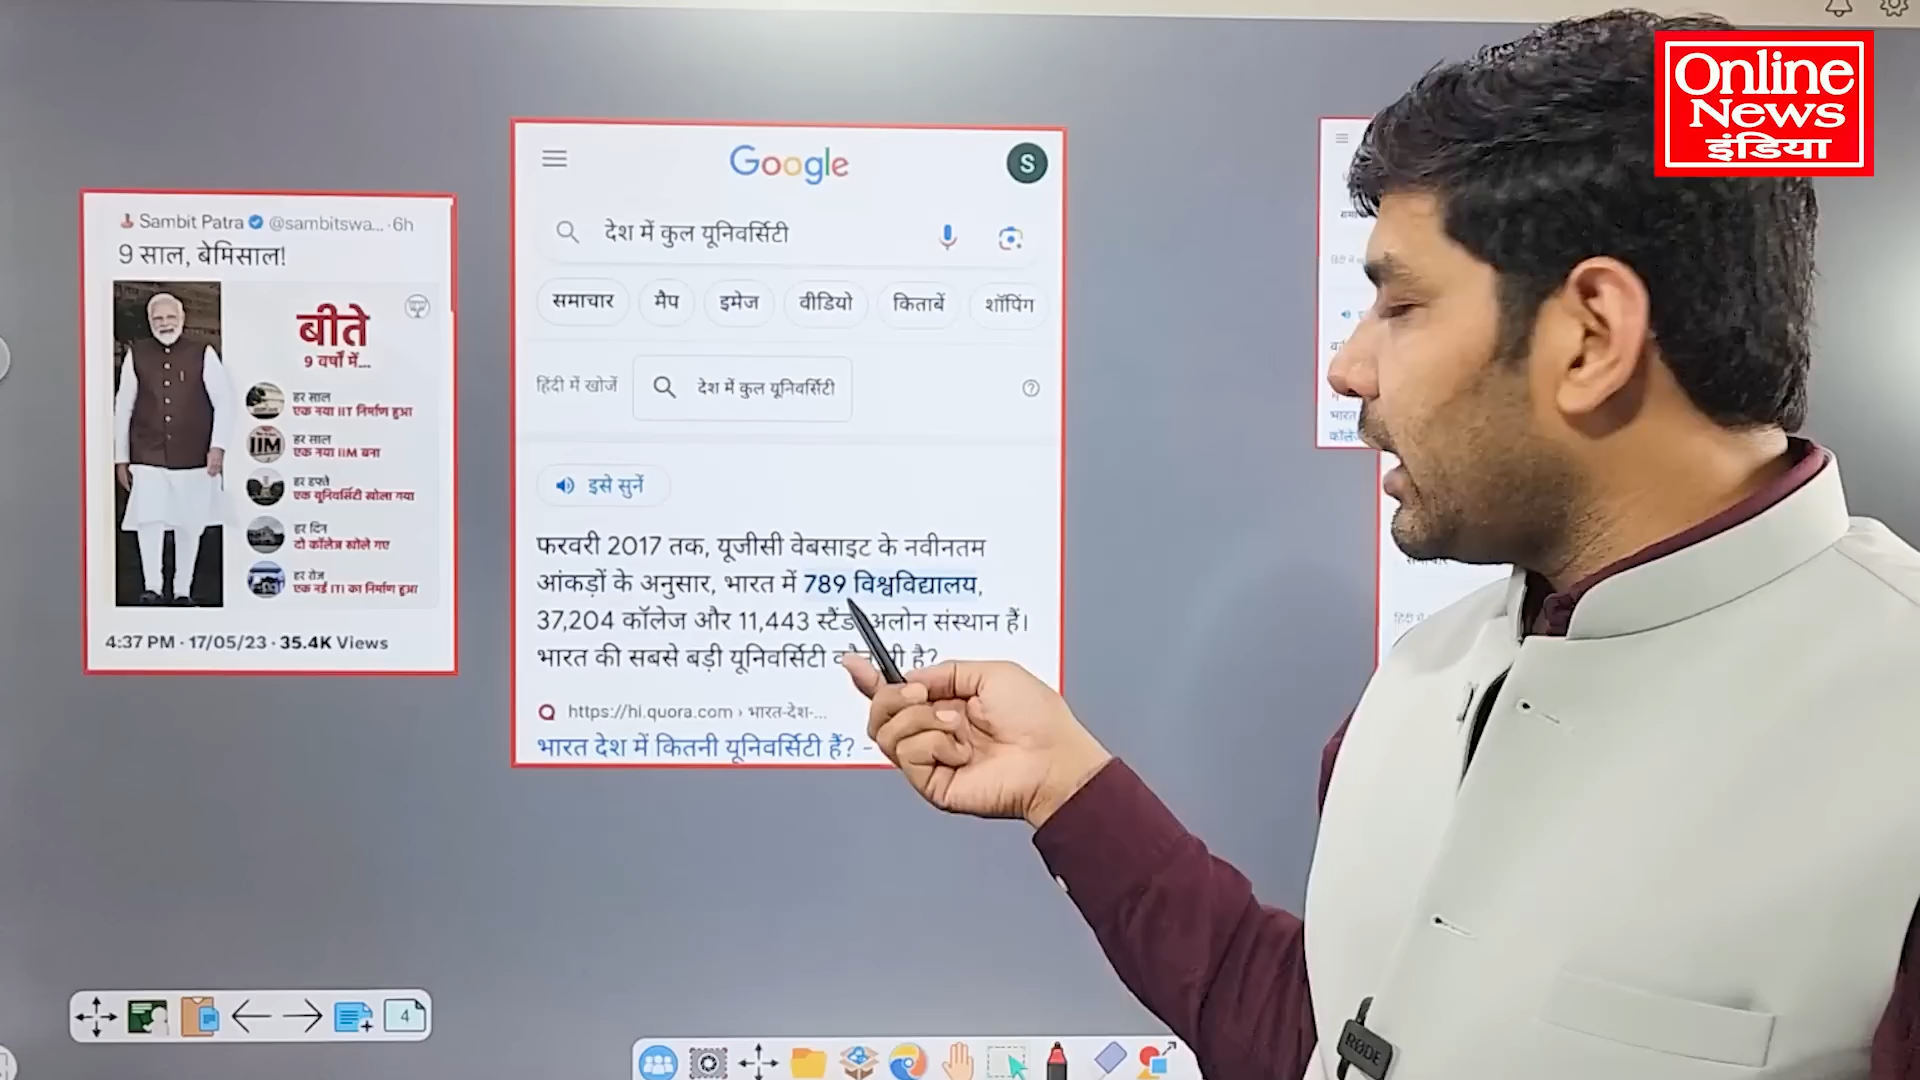 Online
News
इंडिया
Sambit Patra @sambitswa... · 6h
9 साल, बेमिसाल!
बीते
9 वर्षों में...
हर साल
एक नया IIT निर्माण हुआ
IIM
हर साल
एक नया IIM बना
हर हफ्ते
एक यूनिवर्सिटी खोला गया
हर दिन
दो कॉलेज खोले गए
हर रोज
एक नई ITI का निर्माण हुआ
4:37 PM · 17/05/23 · 35.4K Views
Google
S
देश में कुल यूनिवर्सिटी
समाचार मैप इमेज वीडियो किताबें शॉपिंग
हिंदी में खोजें देश में कुल यूनिवर्सिटी
इसे सुनें
फरवरी 2017 तक, यूजीसी वेबसाइट के नवीनतम
आंकड़ों के अनुसार, भारत में 789 विश्वविद्यालय,
37,204 कॉलेज और 11,443 स्टैंड अलोन संस्थान हैं।
भारत की सबसे बड़ी यूनिवर्सिटी है?
https://hi.quora.com › भारत-देश-...
भारत देश में कितनी यूनिवर्सिटी हैं? -
भारत
4
RØDE